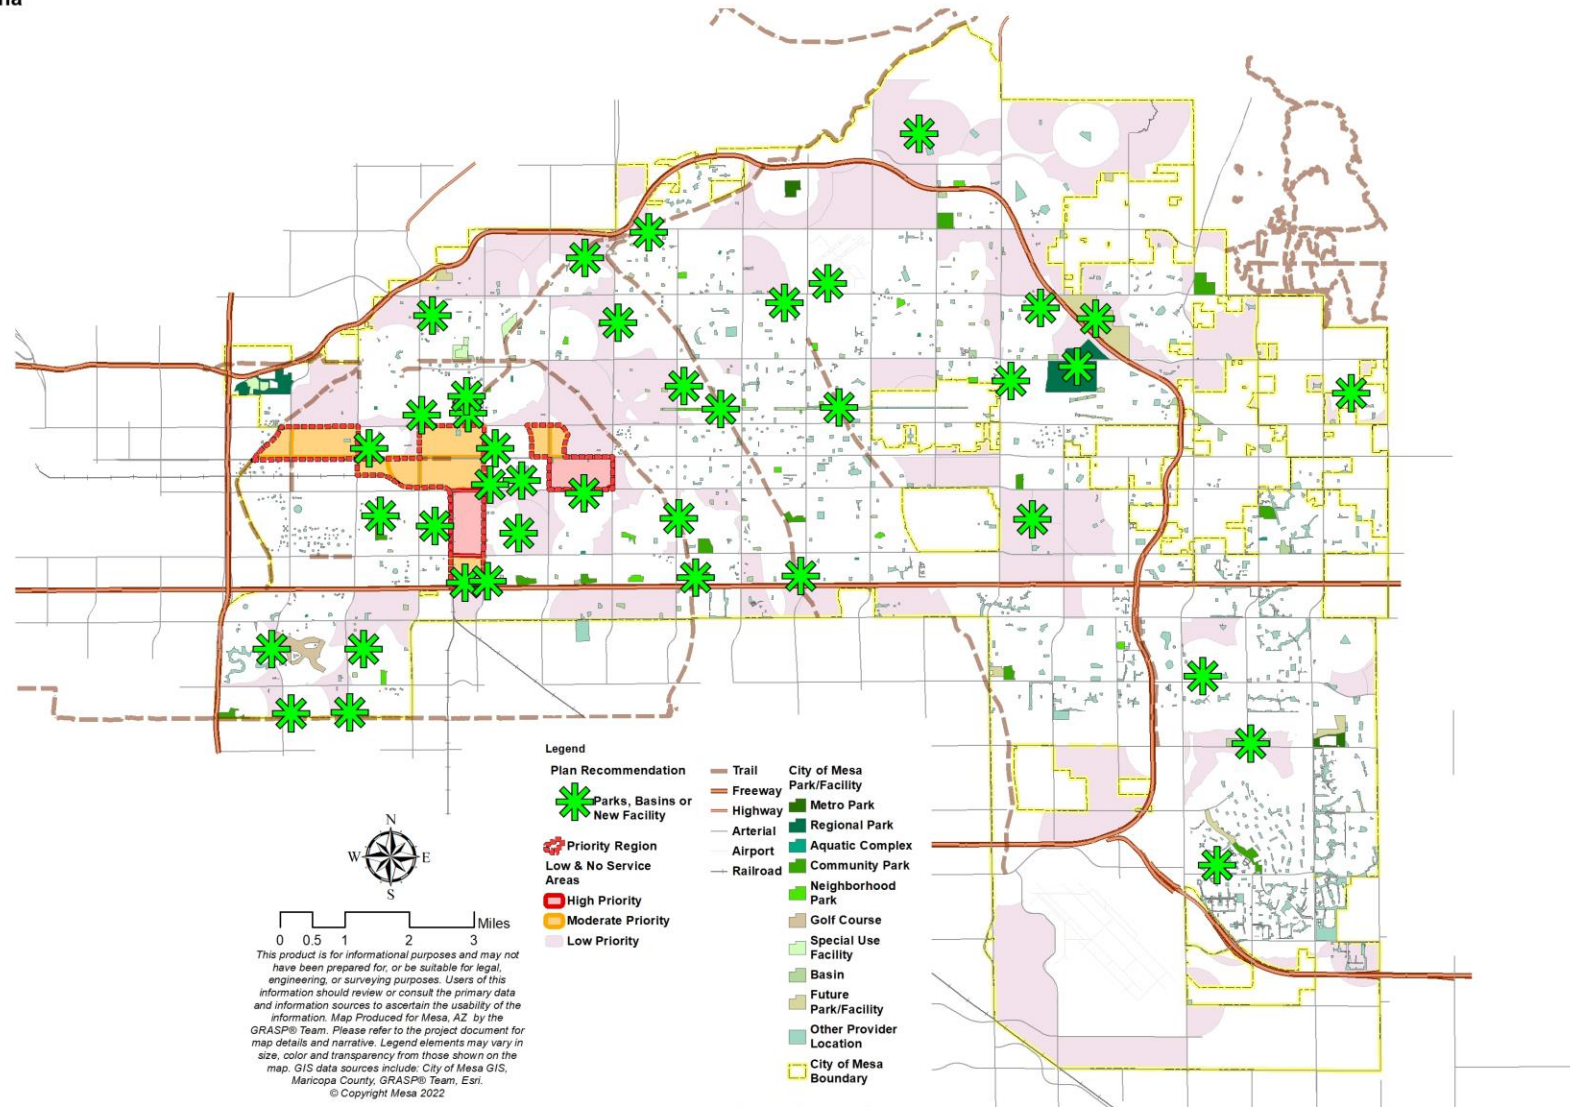 Legend
Plan Recommendation
Parks, Basins or
New Facility
Priority Region
Low & No Service
Areas
High Priority
Moderate Priority
Low Priority
Trail
Freeway
Highway
Arterial
Airport
Railroad
City of Mesa
Park/Facility
Metro Park
Regional Park
Aquatic Complex
Community Park
Neighborhood
Park
Golf Course
Special Use
Facility
Basin
Future
Park/Facility
Other Provider
Location
City of Mesa
Boundary
N
W E
S
Miles
0 0.5 1 2 3
This product is for informational purposes and may not
have been prepared for, or be suitable for legal,
engineering, or surveying purposes. Users of this
information should review or consult the primary data
and information sources to ascertain the usability of the
information. Map Produced for Mesa, AZ by the
GRASP® Team. Please refer to the project document for
map details and narrative. Legend elements may vary in
size, color and transparency from those shown on the
map. GIS data sources include: City of Mesa GIS,
Maricopa County, GRASP® Team, Esri.
© Copyright Mesa 2022